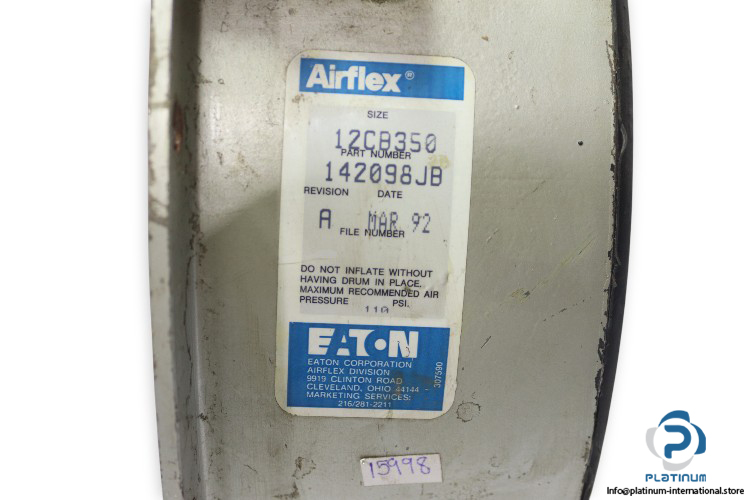 Airflex®
SIZE
12CB350
PART NUMBER
142098JB
REVISION DATE
A MAR 92
FILE NUMBER
DO NOT INFLATE WITHOUT
HAVING DRUM IN PLACE.
MAXIMUM RECOMMENDED AIR
PRESSURE 110 PSI.
EATON
EATON CORPORATION
AIRFLEX DIVISION
9919 CLINTON ROAD
CLEVELAND, OHIO 44144
MARKETING SERVICES:
216/281-2211
307590
15998
PLATINUM
Info@platinum-international.store